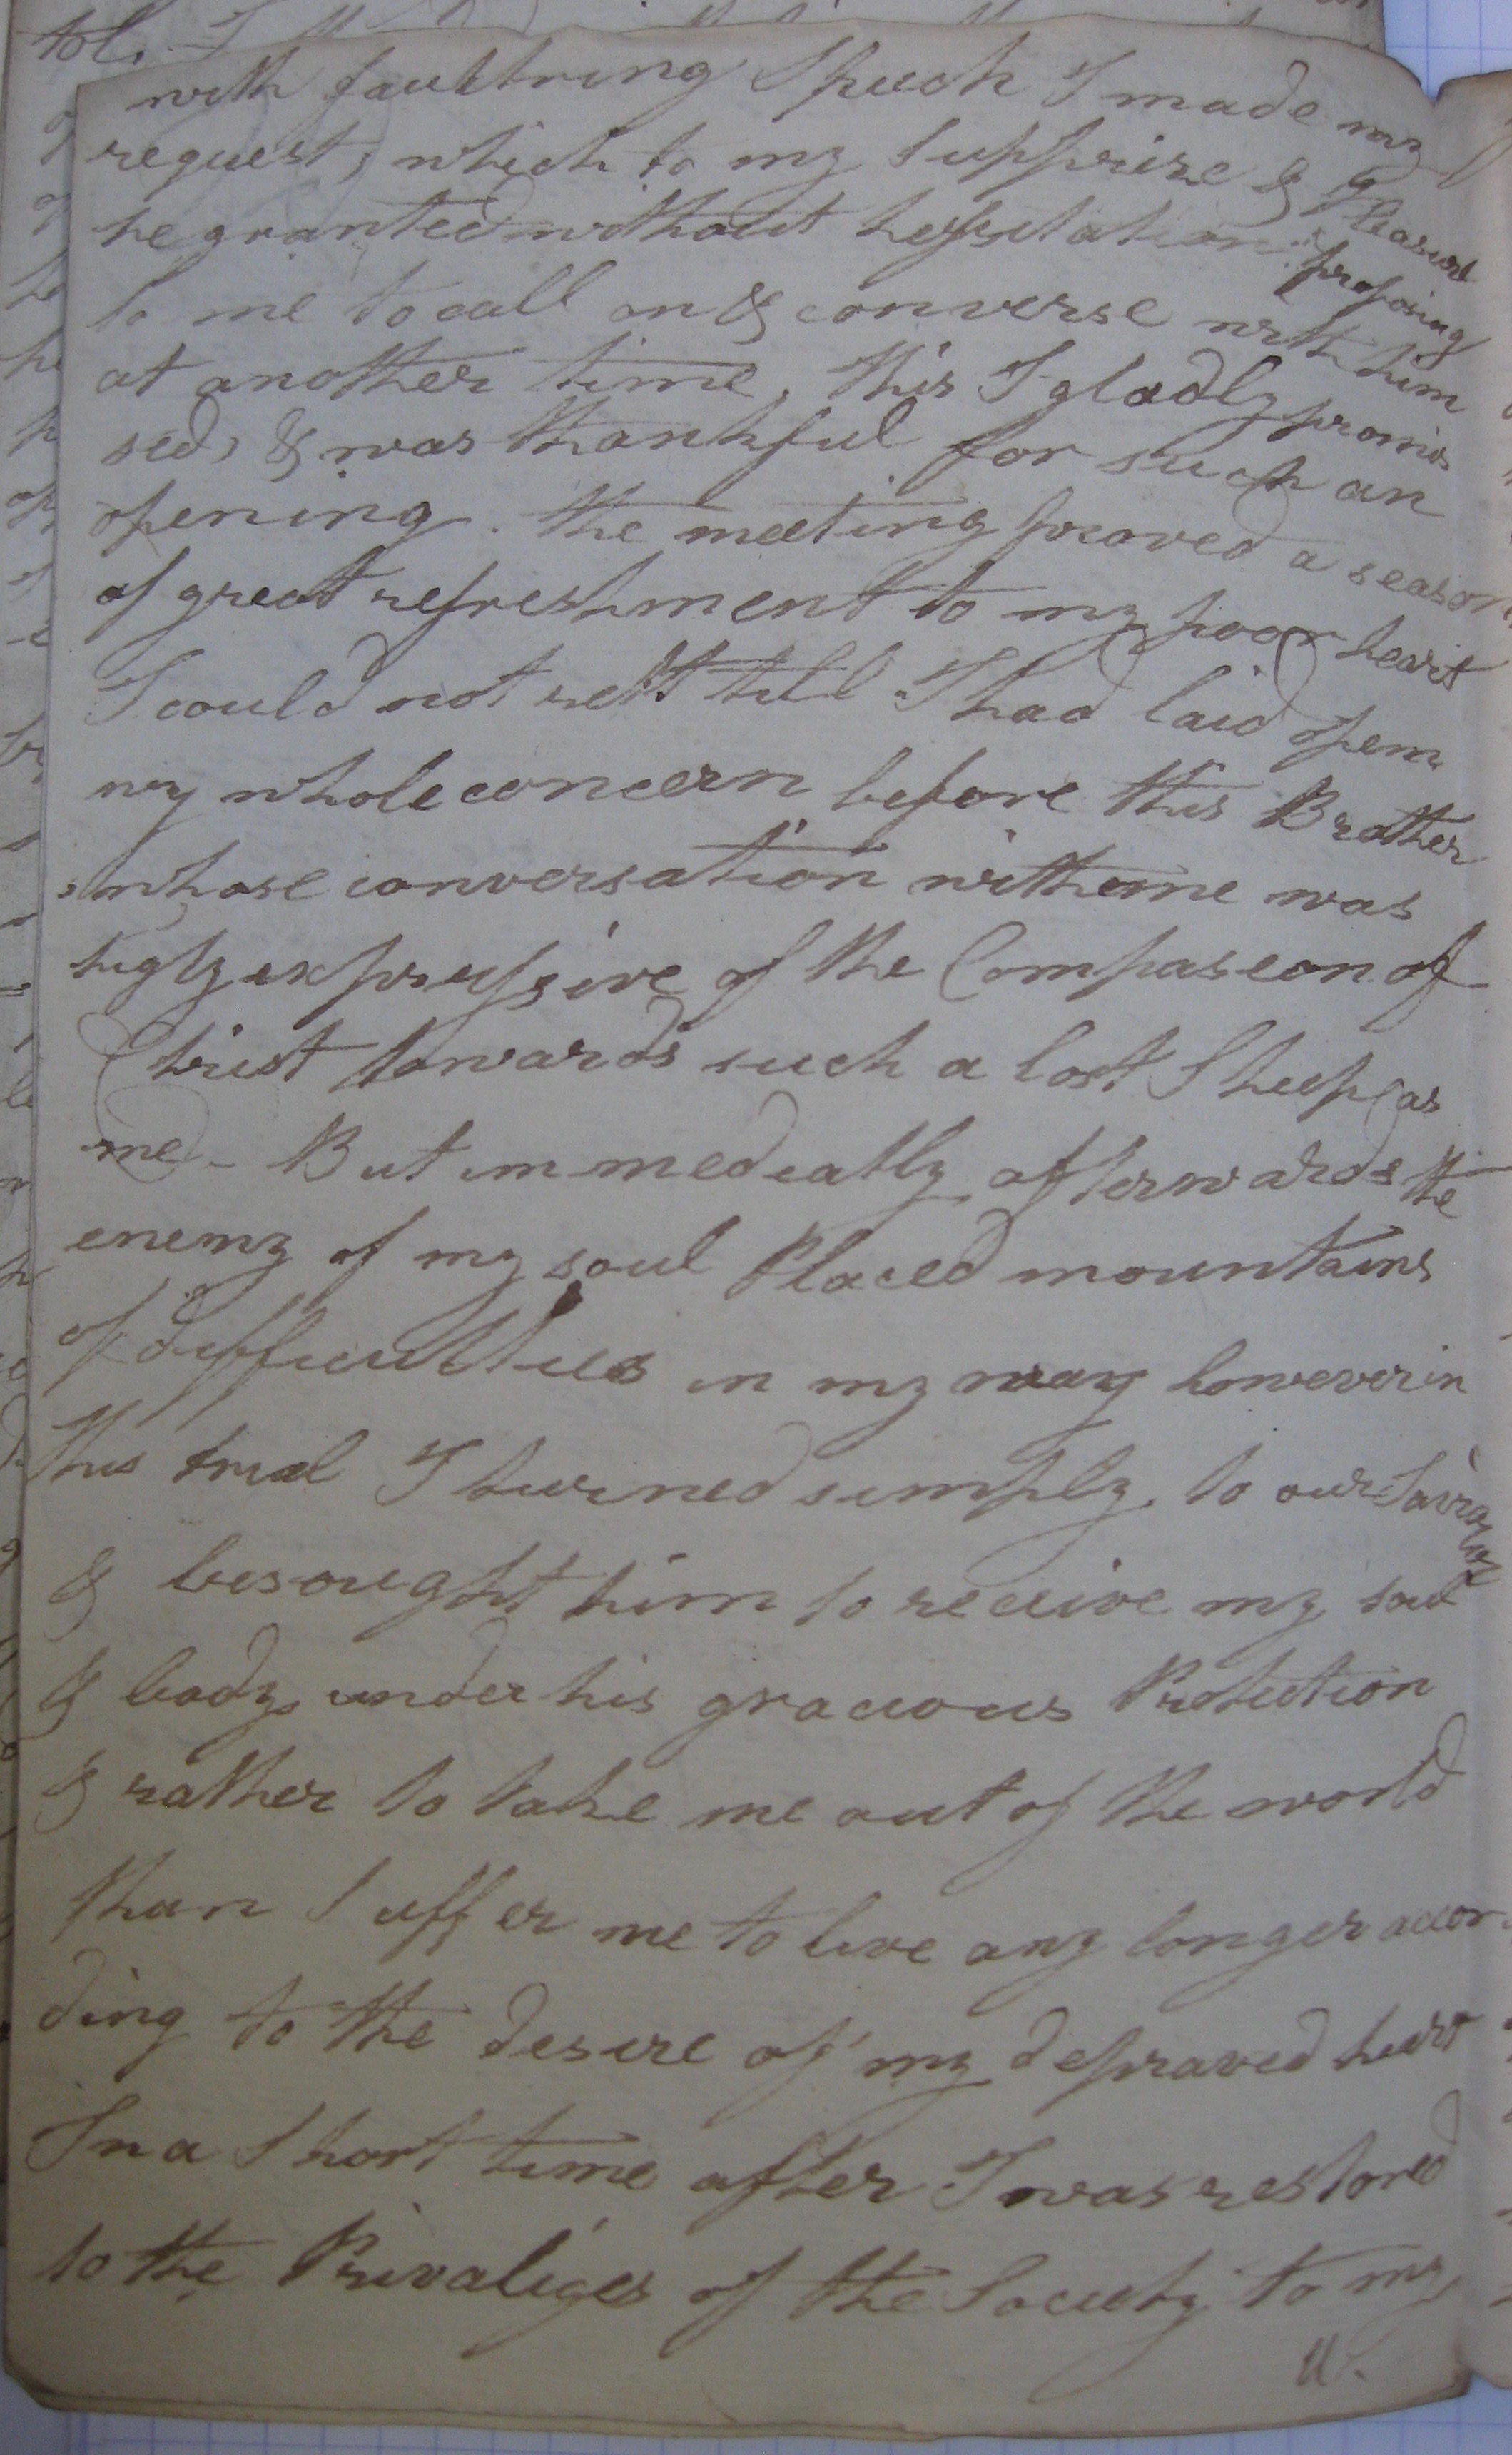 with faultring Speech I made my
request, which to my Supprize & pleasure
he granted without hessitation proposing
to me to call on & converse with him
at another time, this I gladly promis
sed, & was thankful for such an
opening. the meeting proved a season
of great refreshment to my poor heart
I could not rest till I had laid open
my whole concern before this Brother
whose conversation with me was
higly expressive of the Compaseon of
Christ towards such a lost Sheep as
me - But immedeatly afterwards the
enemy of my soul Placed mountains
of difficulties in my way however in
this trial I turned simply to our Saviour
& besought him to receive my soul
& body under his gracious Protection
& rather to take me out of the world
than Suffer me to live any longer accor
ding to the desire of my depraved heart
In a Short time after I was restored
to the Privaliges of the Society to my